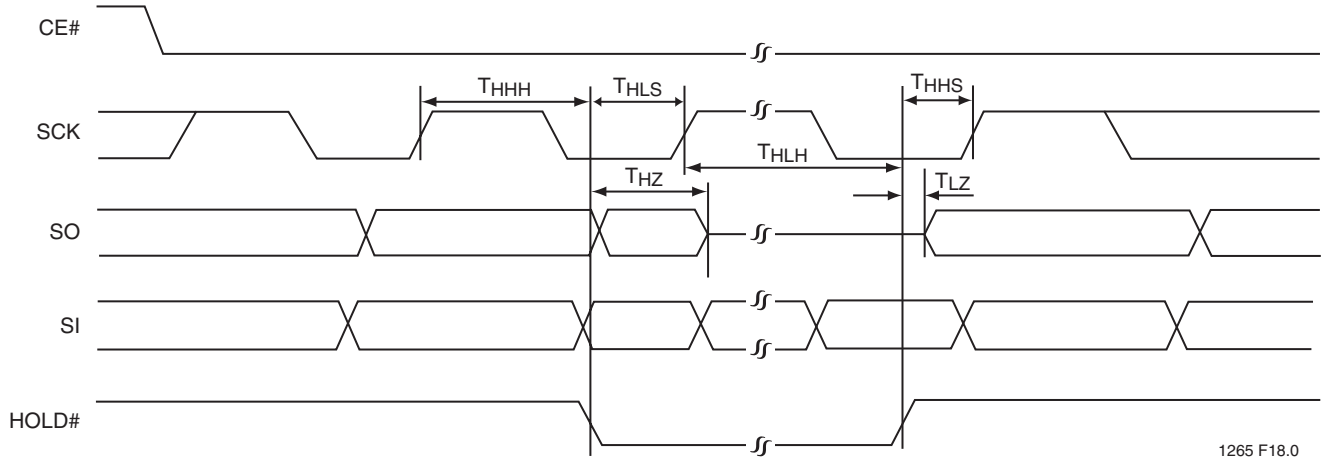 CE#
THHH THLS THHS
SCK
THLH
THZ TLZ
SO
SI
HOLD#
1265 F18.0